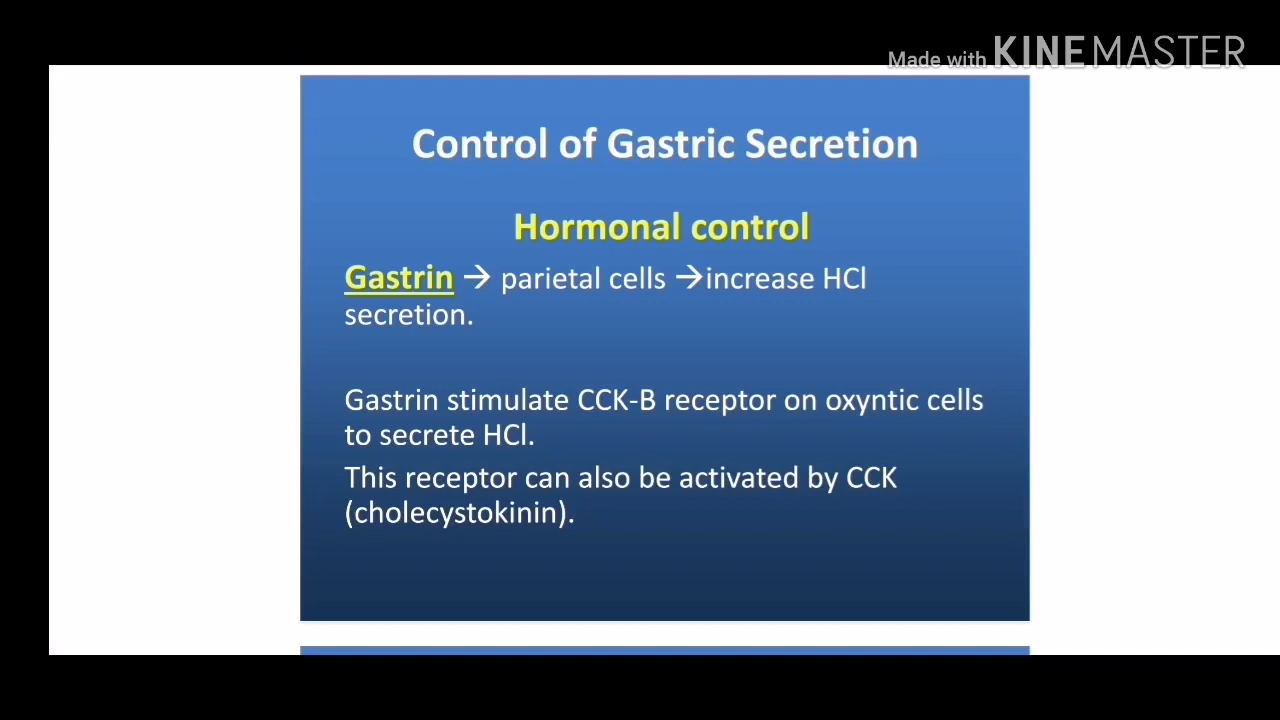 Made with KINEMASTER
Control of Gastric Secretion
Hormonal control
Gastrin → parietal cells →increase HCl
secretion.
Gastrin stimulate CCK-B receptor on oxyntic cells
to secrete HCl.
This receptor can also be activated by CCK
(cholecystokinin).